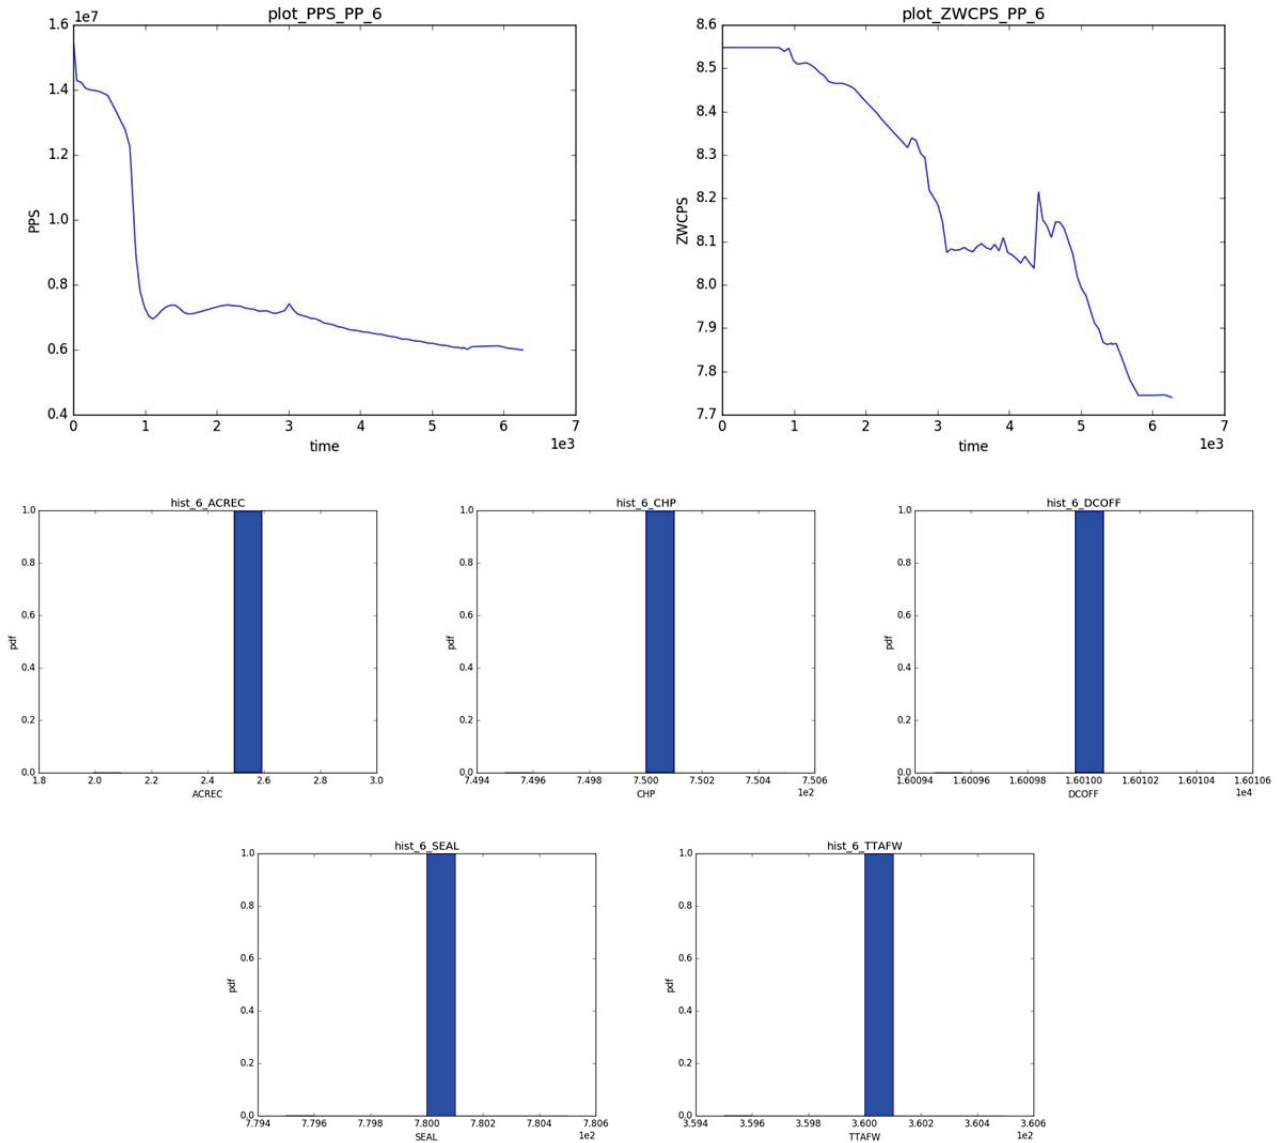 plot_PPS_PP_6
1e7
1.6
1.4
1.2
1.0
0.8
0.6
0.4
PPS
0 1 2 3 4 5 6 7
time
1e3
plot_ZWCPS_PP_6
8.6
8.5
8.4
8.3
8.2
8.1
8.0
7.9
7.8
7.7
ZWCPS
0 1 2 3 4 5 6 7
time
1e3
hist_6_ACREC
1.0
0.8
0.6
0.4
0.2
0.0
pdf
1.8 2.0 2.2 2.4 2.6 2.8 3.0
ACREC
hist_6_CHP
1.0
0.8
0.6
0.4
0.2
0.0
pdf
7.494 7.496 7.498 7.500 7.502 7.504 7.506
CHP
1e2
hist_6_DCOFF
1.0
0.8
0.6
0.4
0.2
0.0
pdf
1.60094 1.60096 1.60098 1.60100 1.60102 1.60104 1.60106
DCOFF
1e4
hist_6_SEAL
1.0
0.8
0.6
0.4
0.2
0.0
pdf
7.794 7.796 7.798 7.800 7.802 7.804 7.806
SEAL
1e2
hist_6_TTAFW
1.0
0.8
0.6
0.4
0.2
0.0
pdf
3.594 3.596 3.598 3.600 3.602 3.604 3.606
TTAFW
1e2